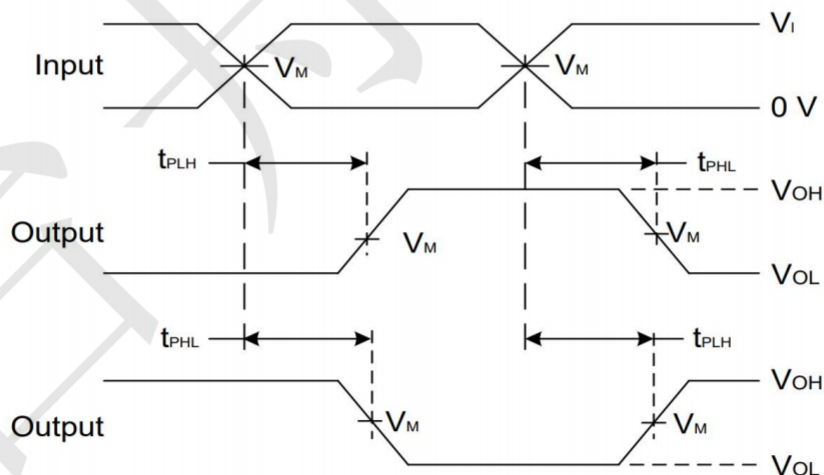 VI
Input VM VM
0 V
tPLH tPHL
VOH
Output VM VM
VOL
tPHL tPLH
VOH
Output VM VM
VOL